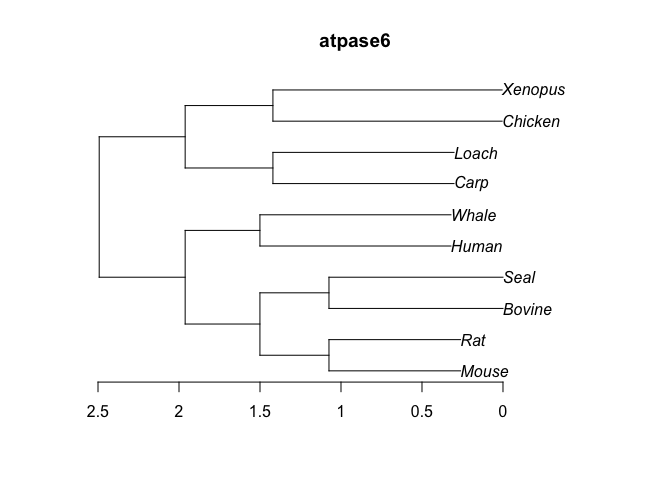 atpase6
Xenopus
Chicken
Loach
Carp
Whale
Human
Seal
Bovine
Rat
Mouse
2.5 2 1.5 1 0.5 0